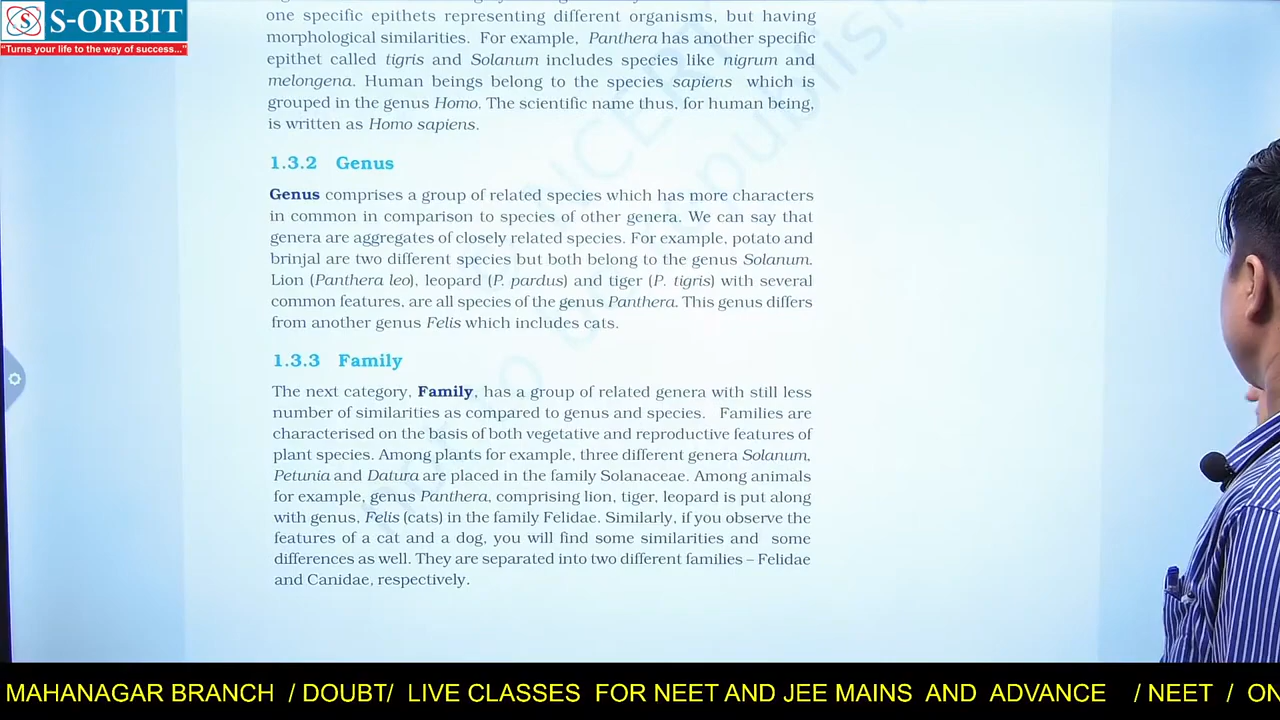 S-ORBIT
"Turns your life to the way of success..."
one specific epithets representing different organisms, but having
morphological similarities. For example, Panthera has another specific
epithet called tigris and Solanum includes species like nigrum and
melongena. Human beings belong to the species sapiens which is
grouped in the genus Homo. The scientific name thus, for human being,
is written as Homo sapiens.
1.3.2 Genus
Genus comprises a group of related species which has more characters
in common in comparison to species of other genera. We can say that
genera are aggregates of closely related species. For example, potato and
brinjal are two different species but both belong to the genus Solanum.
Lion (Panthera leo), leopard (P. pardus) and tiger (P. tigris) with several
common features, are all species of the genus Panthera. This genus differs
from another genus Felis which includes cats.
1.3.3 Family
The next category, Family, has a group of related genera with still less
number of similarities as compared to genus and species. Families are
characterised on the basis of both vegetative and reproductive features of
plant species. Among plants for example, three different genera Solanum,
Petunia and Datura are placed in the family Solanaceae. Among animals
for example, genus Panthera, comprising lion, tiger, leopard is put along
with genus, Felis (cats) in the family Felidae. Similarly, if you observe the
features of a cat and a dog, you will find some similarities and some
differences as well. They are separated into two different families – Felidae
and Canidae, respectively.
MAHANAGAR BRANCH / DOUBT/ LIVE CLASSES FOR NEET AND JEE MAINS AND ADVANCE / NEET / ON